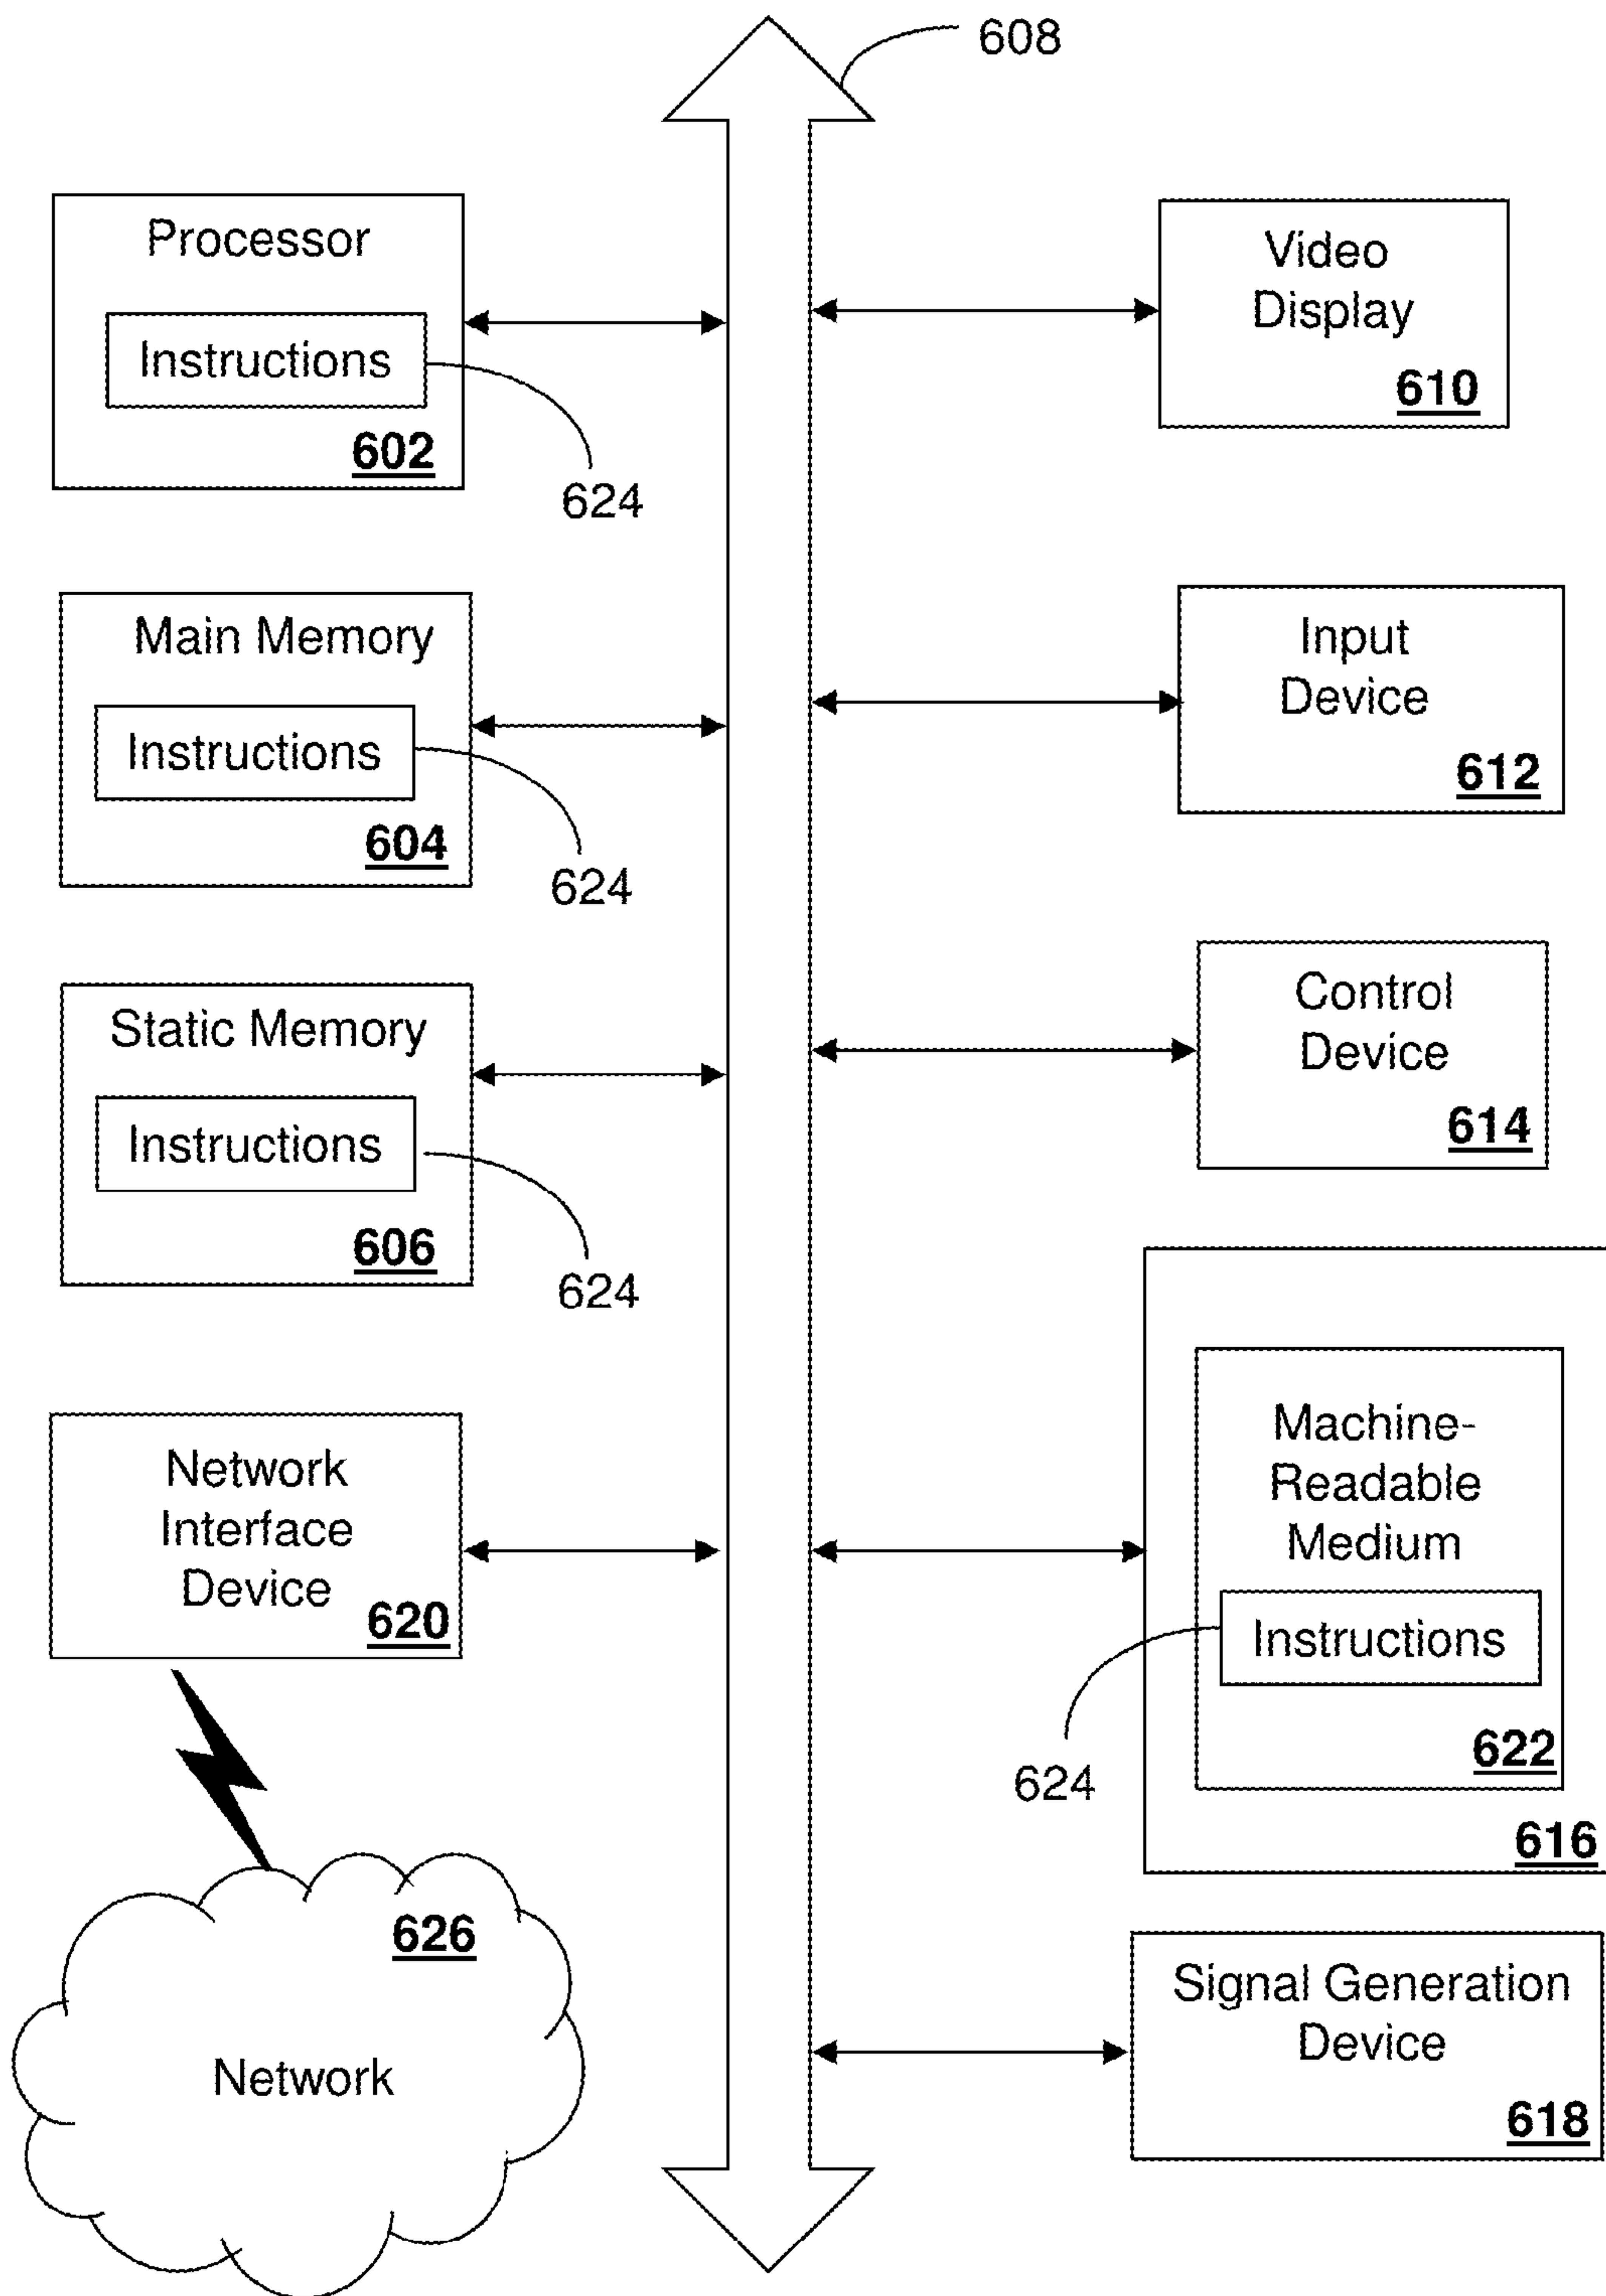 608
Processor
Instructions
602
624
Main Memory
Instructions
604
624
Static Memory
Instructions
606
624
Network
Interface
Device
620
626
Network
Video
Display
610
Input
Device
612
Control
Device
614
Machine-
Readable
Medium
Instructions
622
624
616
Signal Generation
Device
618